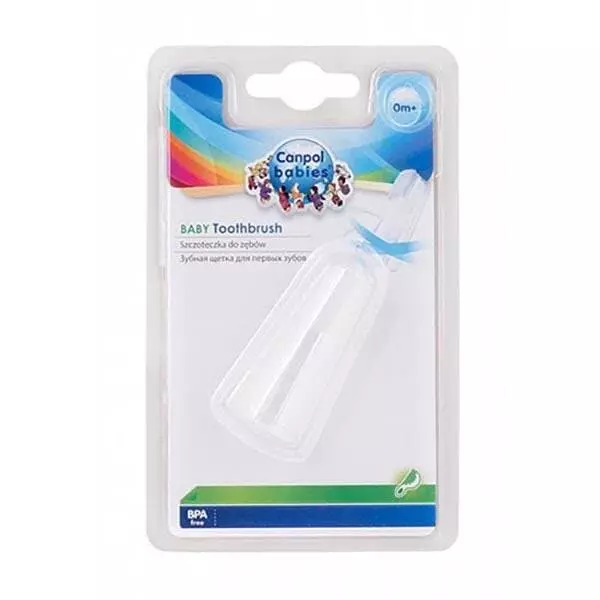 0m+
Canpol
babies®
BABY Toothbrush
Szczoteczka do zębów
Зубная щетка для первых зубов
BPA
free